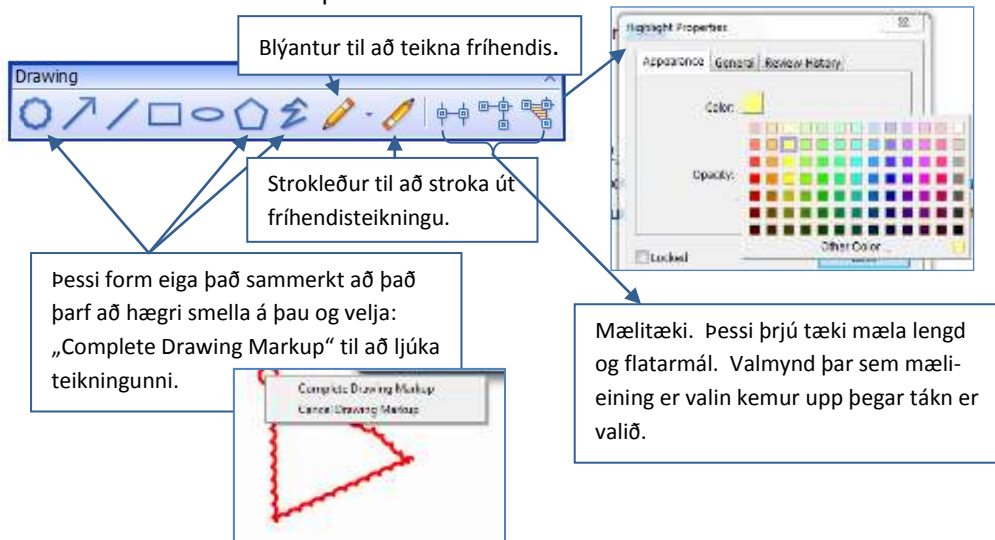 Blýantur til að teikna fríhendis.
Drawing
Highlight Properties
Appearance General Review History
Color:
Opacity:
Other Color...
Locked
Strokleður til að stroka út
fríhendisteikningu.
Þessi form eiga það sammerkt að það
þarf að hægri smella á þau og velja:
„Complete Drawing Markup“ til að ljúka
teikningunni.
Complete Drawing Markup
Cancel Drawing Markup
Mælitæki. Þessi þrjú tæki mæla lengd
og flatarmál. Valmynd þar sem mæli-
eining er valin kemur upp þegar tákn er
valið.